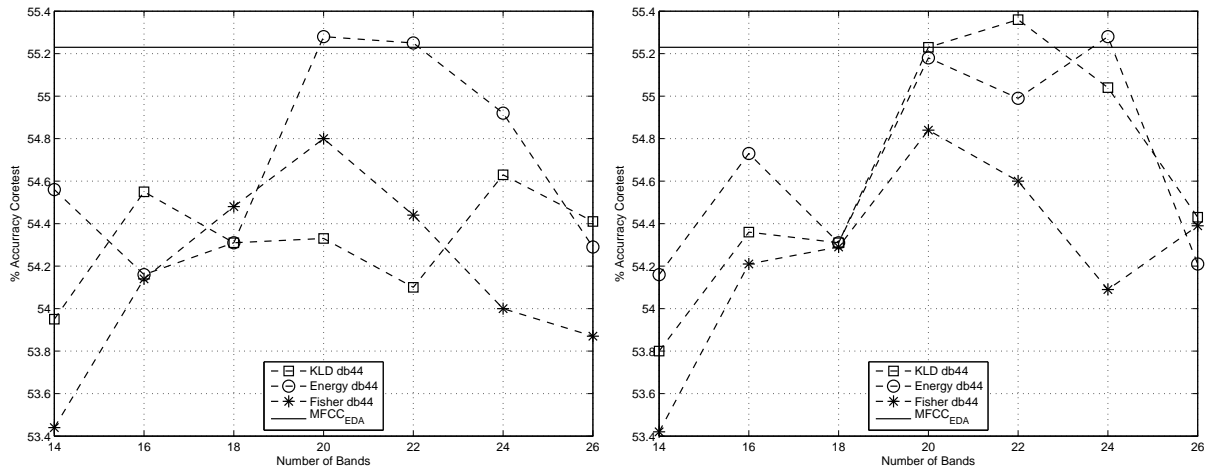 55.4
55.2
55
54.8
54.6
54.4
54.2
54
53.8
53.6
53.4
14 16 18 20 22 24 26
Number of Bands
% Accurracy Coretest
KLD db44
Energy db44
Fisher db44
MFCC_EDA
55.4
55.2
55
54.8
54.6
54.4
54.2
54
53.8
53.6
53.4
14 16 18 20 22 24 26
Number of Bands
% Accurracy Coretest
KLD db44
Energy db44
Fisher db44
MFCC_EDA